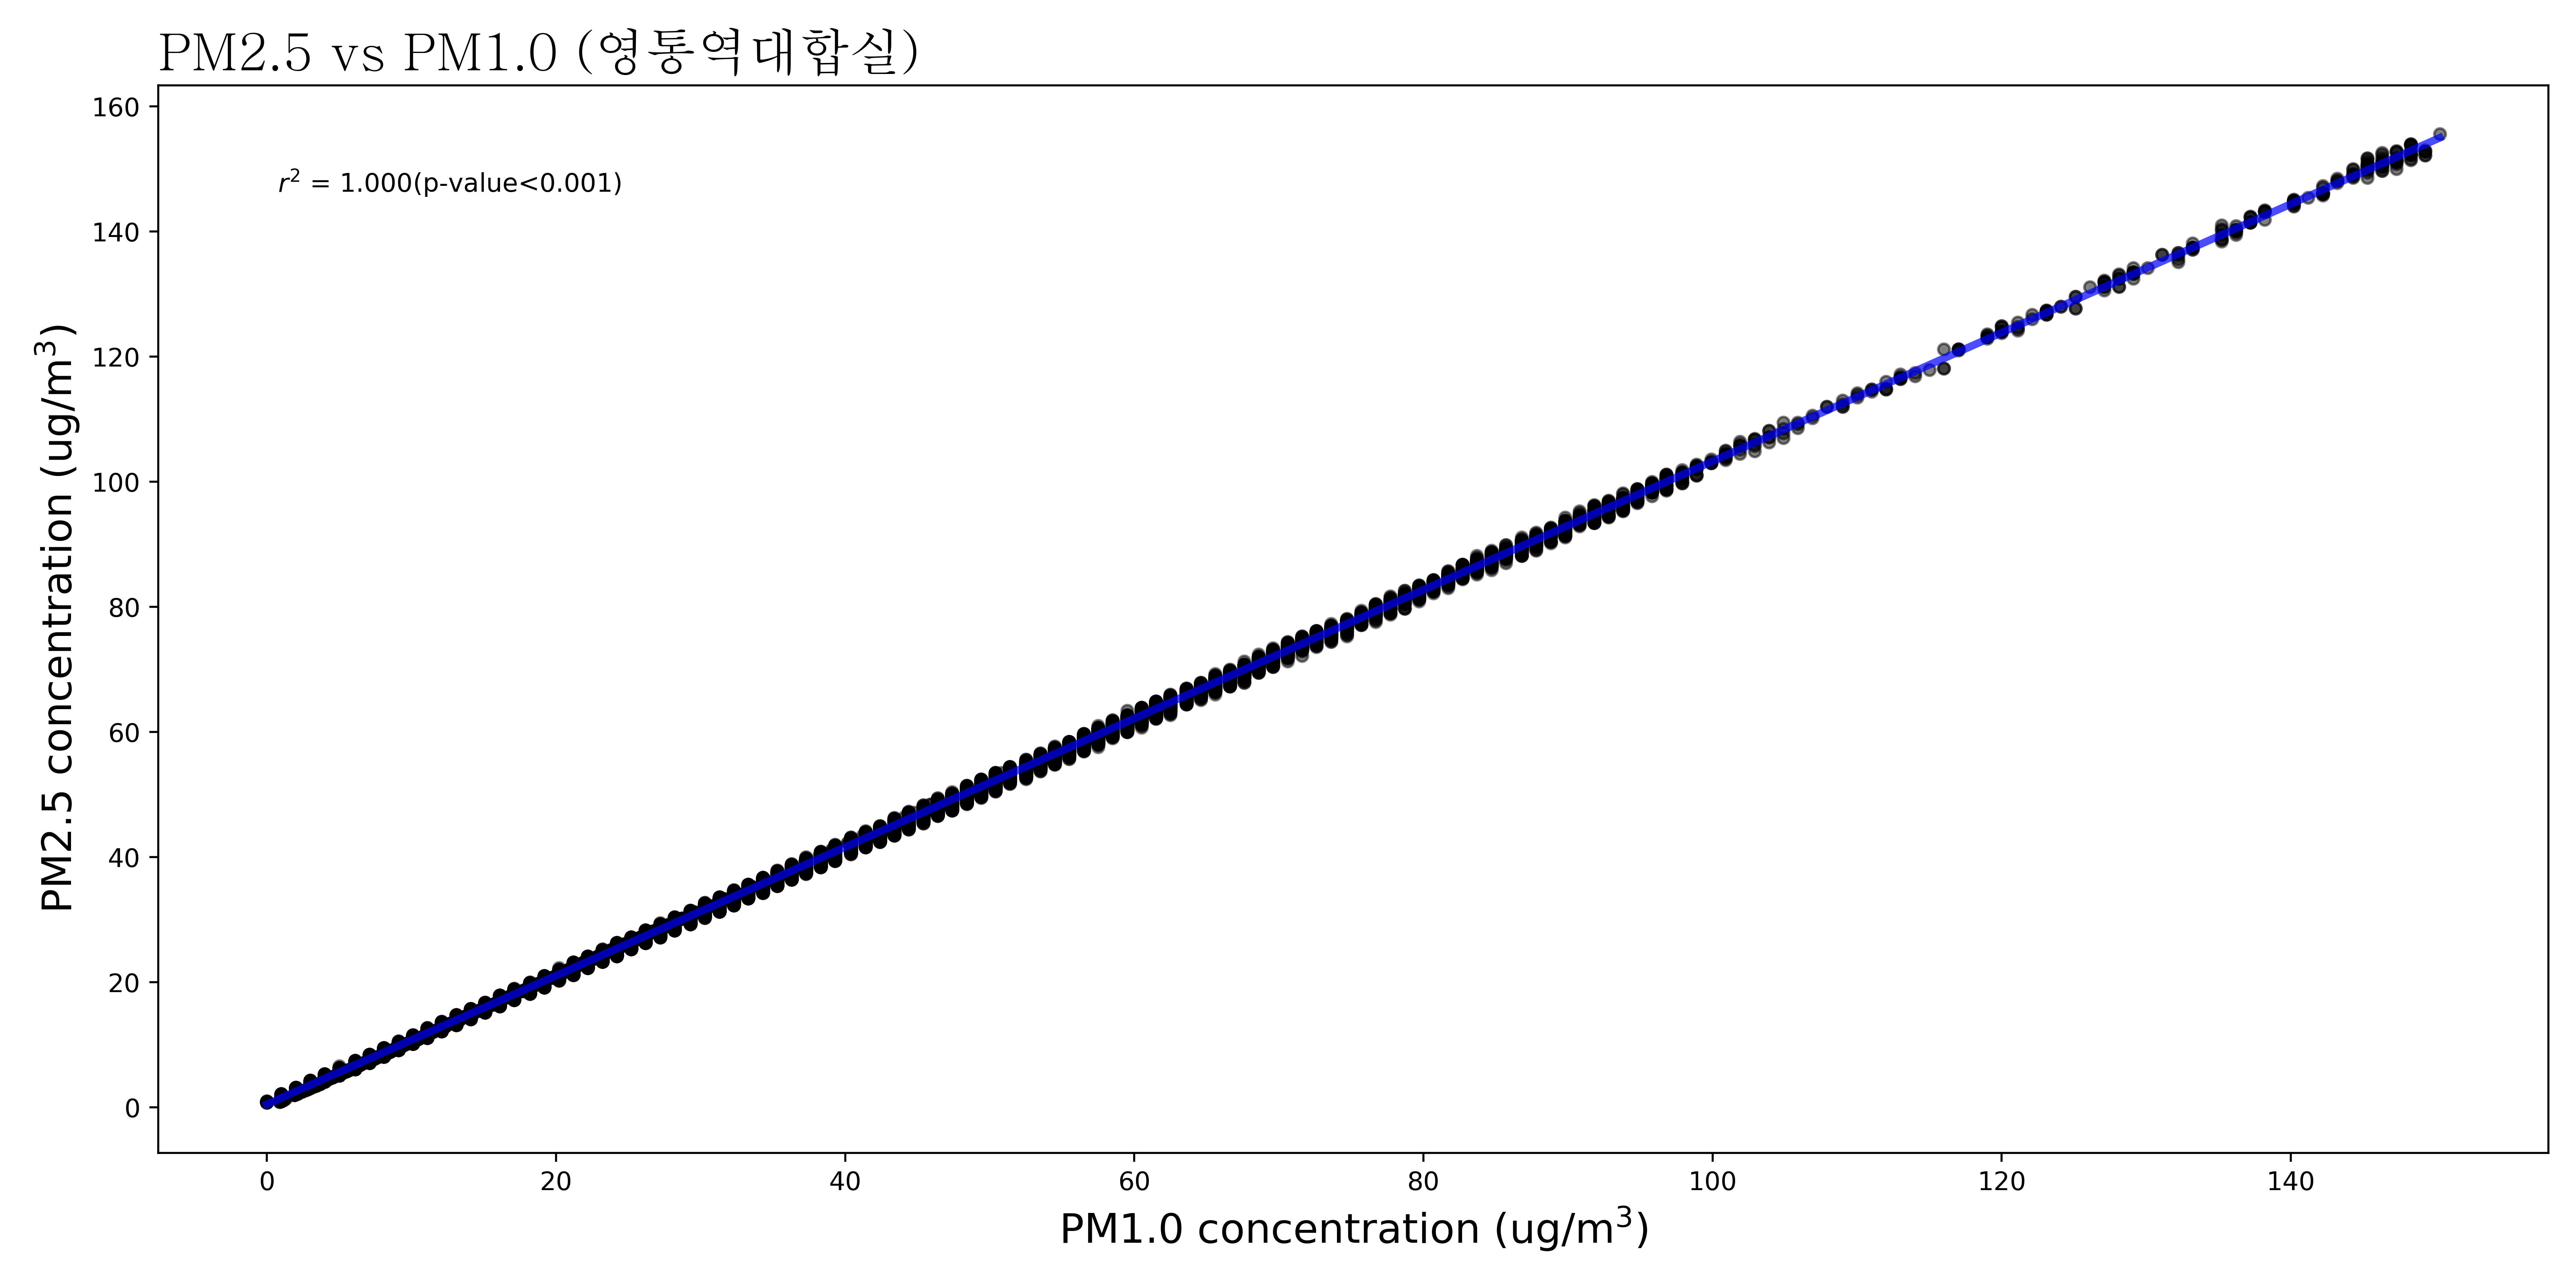 PM2.5 vs PM1.0 (영통역대합실)
160
140
120
100
80
60
40
20
0
PM2.5 concentration (ug/m³)
r² = 1.000(p-value<0.001)
0 20 40 60 80 100 120 140
PM1.0 concentration (ug/m³)